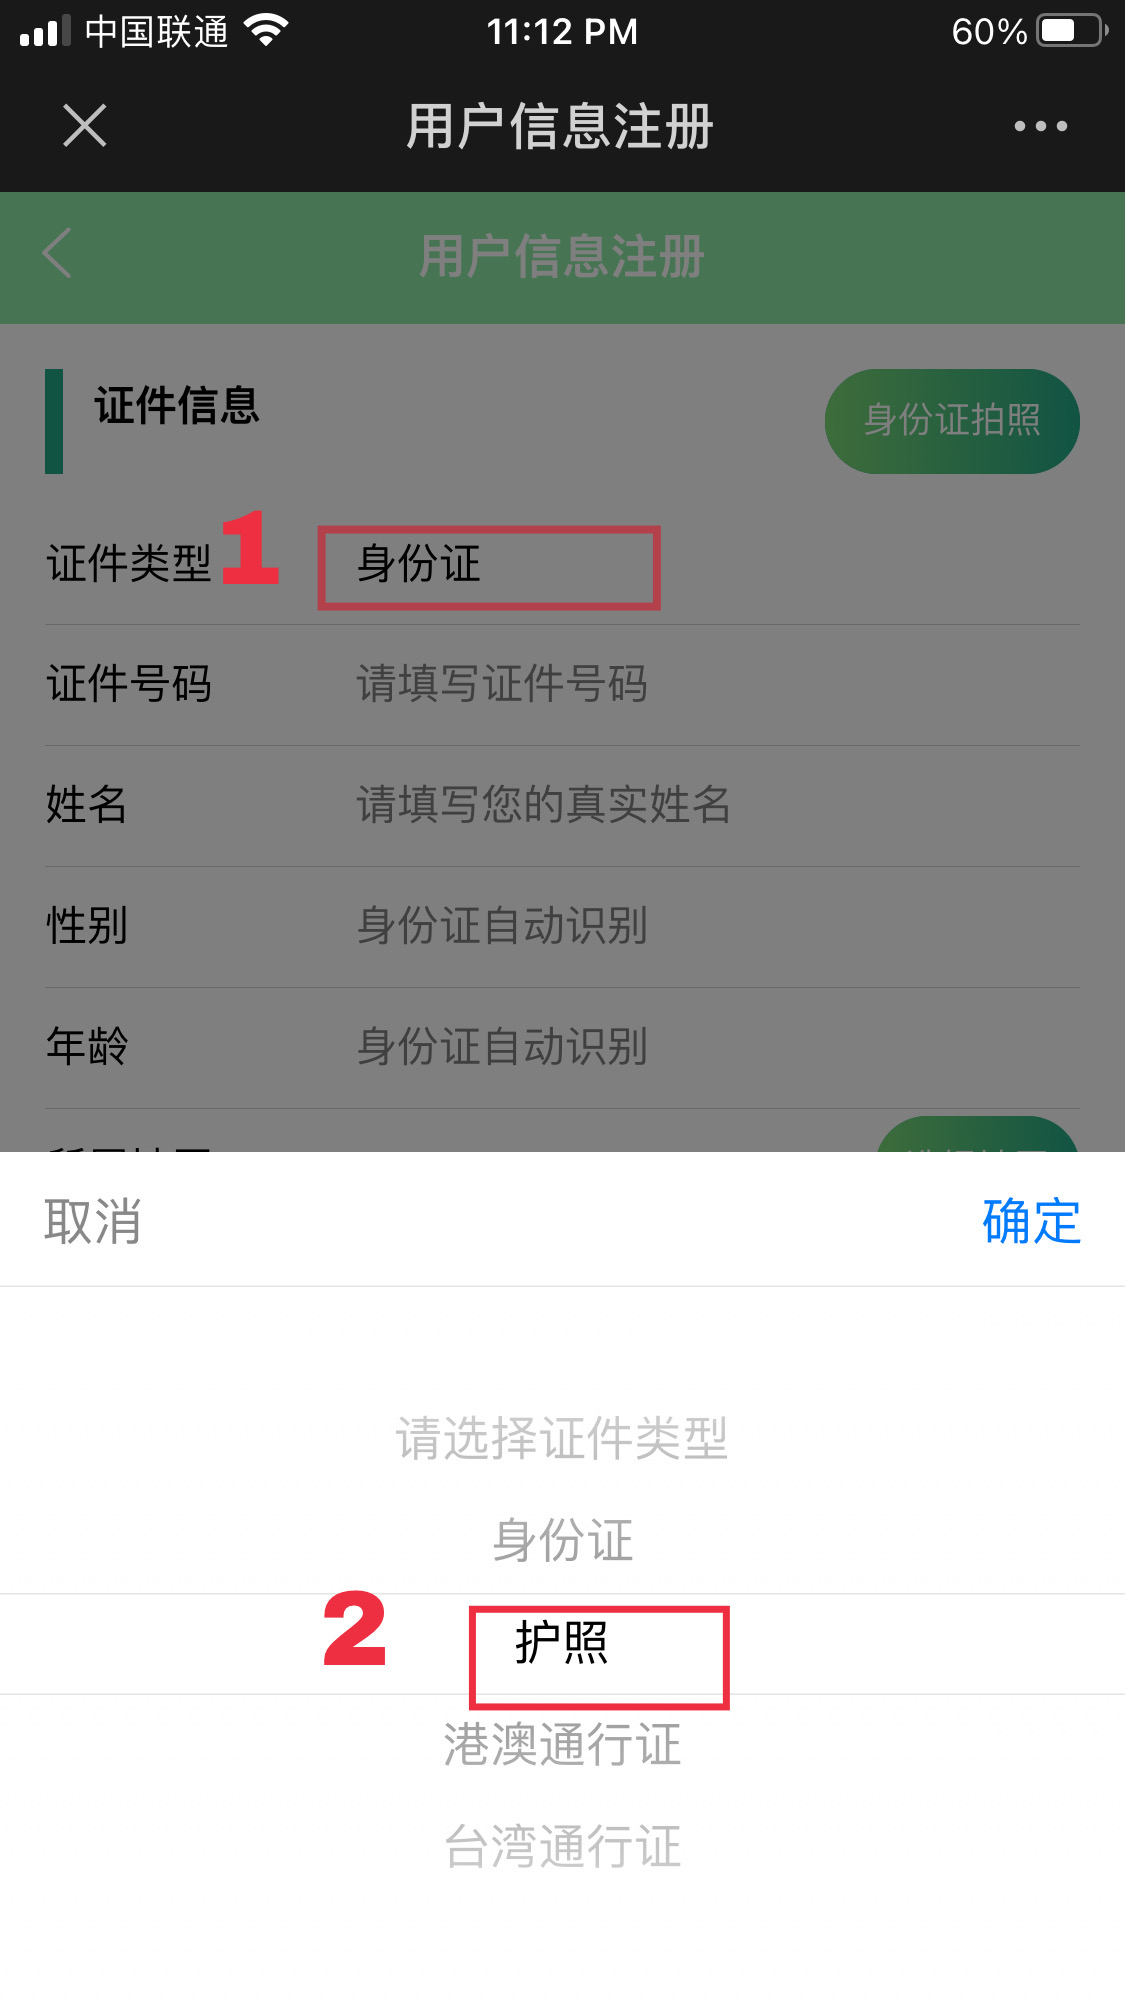 中国联通 11:12 PM 60%
用户信息注册
用户信息注册
证件信息 身份证拍照
证件类型 1 身份证
证件号码 请填写证件号码
姓名 请填写您的真实姓名
性别 身份证自动识别
年龄 身份证自动识别
取消 确定
请选择证件类型
身份证
2 护照
港澳通行证
台湾通行证